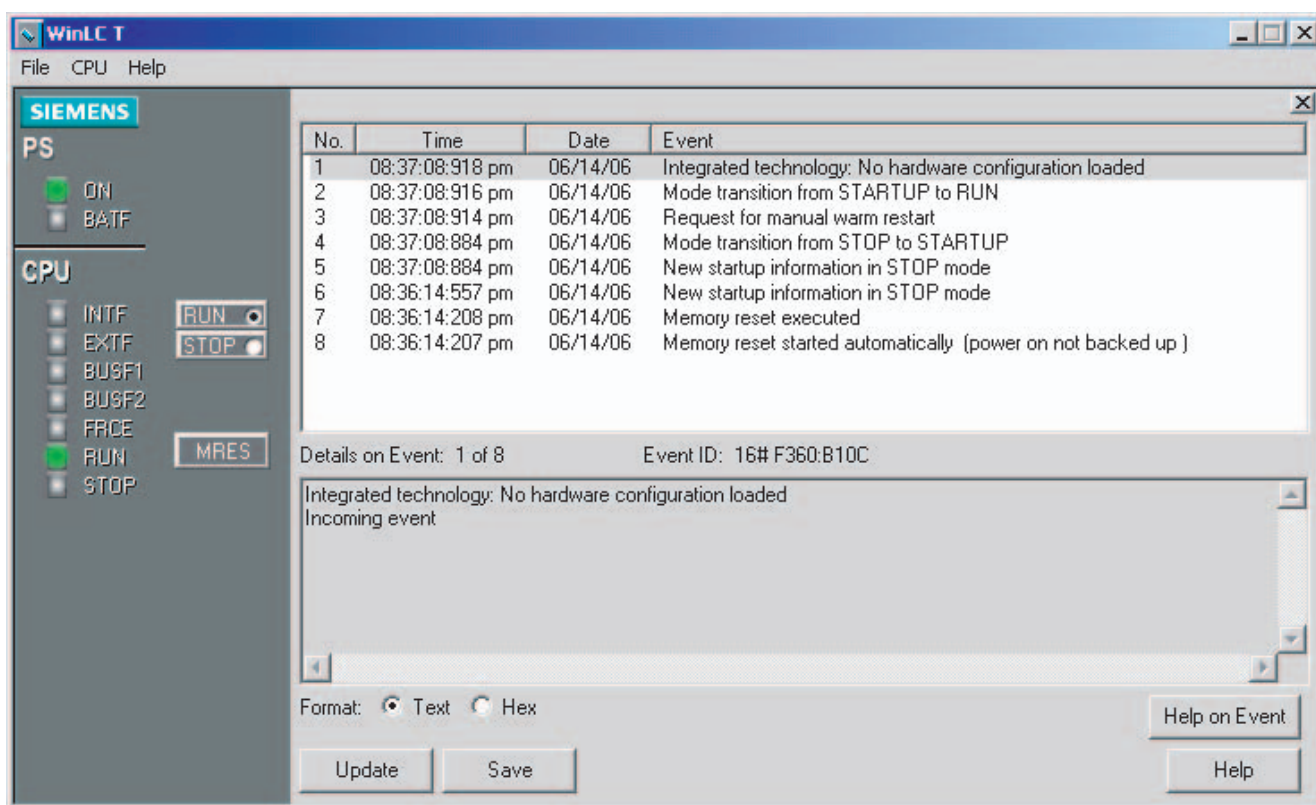 WinLC T
File CPU Help
SIEMENS
PS
ON
BATF
CPU
INTF
EXTF
BUSF1
BUSF2
FRCE
RUN
STOP
RUN
STOP
MRES
No. Time Date Event
1 08:37:08:918 pm 06/14/06 Integrated technology: No hardware configuration loaded
2 08:37:08:916 pm 06/14/06 Mode transition from STARTUP to RUN
3 08:37:08:914 pm 06/14/06 Request for manual warm restart
4 08:37:08:884 pm 06/14/06 Mode transition from STOP to STARTUP
5 08:37:08:884 pm 06/14/06 New startup information in STOP mode
6 08:36:14:557 pm 06/14/06 New startup information in STOP mode
7 08:36:14:208 pm 06/14/06 Memory reset executed
8 08:36:14:207 pm 06/14/06 Memory reset started automatically (power on not backed up )
Details on Event: 1 of 8 Event ID: 16# F360:B10C
Integrated technology: No hardware configuration loaded
Incoming event
Format: Text Hex
Help on Event
Update Save Help